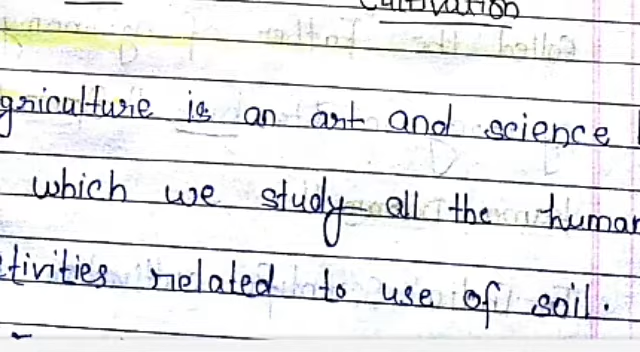 Cultivation
griculture is an art and science
which we study all the human
tivities related to use of soil.